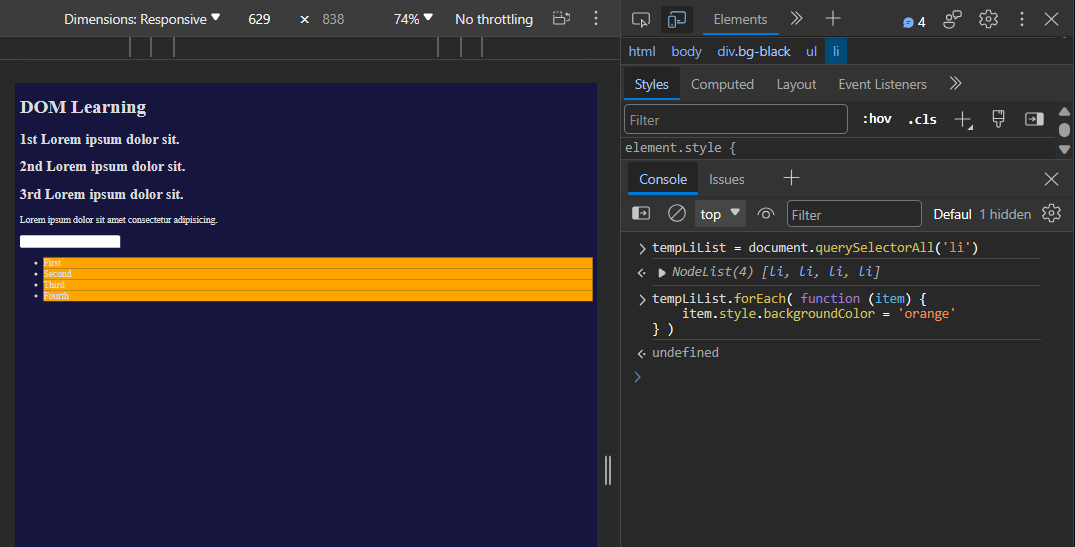 Dimensions: Responsive 629 × 838 74% No throttling
Elements 4
html body div.bg-black ul li
Styles Computed Layout Event Listeners
Filter :hov .cls
element.style {
Console Issues
top Filter Defaul 1 hidden
tempLiList = document.querySelectorAll('li')
NodeList(4) [li, li, li, li]
tempLiList.forEach( function (item) {
item.style.backgroundColor = 'orange'
} )
undefined
DOM Learning
1st Lorem ipsum dolor sit.
2nd Lorem ipsum dolor sit.
3rd Lorem ipsum dolor sit.
Lorem ipsum dolor sit amet consectetur adipisicing.
First
Second
Third
Fourth